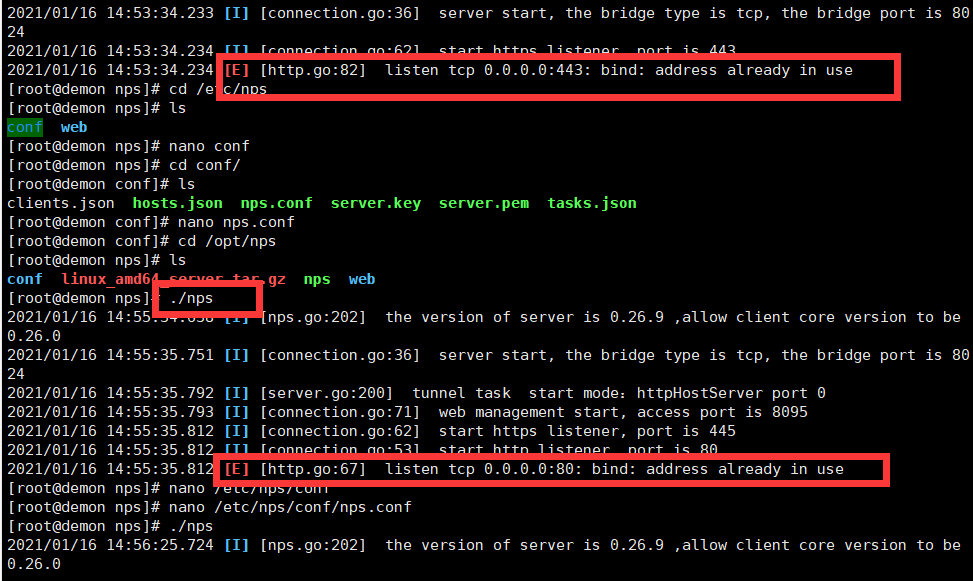 2021/01/16 14:53:34.233 [I] [connection.go:36]  server start, the bridge type is tcp, the bridge port is 80
24
2021/01/16 14:53:34.234 [I] [connection.go:62]  start https listener, port is 443
2021/01/16 14:53:34.234 [E] [http.go:82]  listen tcp 0.0.0.0:443: bind: address already in use
[root@demon nps]# cd /etc/nps
[root@demon nps]# ls
conf  web
[root@demon nps]# nano conf
[root@demon nps]# cd conf/
[root@demon conf]# ls
clients.json  hosts.json  nps.conf  server.key  server.pem  tasks.json
[root@demon conf]# nano nps.conf
[root@demon conf]# cd /opt/nps
[root@demon nps]# ls
conf  linux_amd64_server.tar.gz  nps  web
[root@demon nps]# ./nps
2021/01/16 14:55:34.638 [I] [nps.go:202]  the version of server is 0.26.9 ,allow client core version to be
0.26.0
2021/01/16 14:55:35.751 [I] [connection.go:36]  server start, the bridge type is tcp, the bridge port is 80
24
2021/01/16 14:55:35.792 [I] [server.go:200]  tunnel task  start mode：httpHostServer port 0
2021/01/16 14:55:35.793 [I] [connection.go:71]  web management start, access port is 8095
2021/01/16 14:55:35.812 [I] [connection.go:62]  start https listener, port is 445
2021/01/16 14:55:35.812 [I] [connection.go:53]  start http listener, port is 80
2021/01/16 14:55:35.812 [E] [http.go:67]  listen tcp 0.0.0.0:80: bind: address already in use
[root@demon nps]# nano /etc/nps/conf
[root@demon nps]# nano /etc/nps/conf/nps.conf
[root@demon nps]# ./nps
2021/01/16 14:56:25.724 [I] [nps.go:202]  the version of server is 0.26.9 ,allow client core version to be
0.26.0